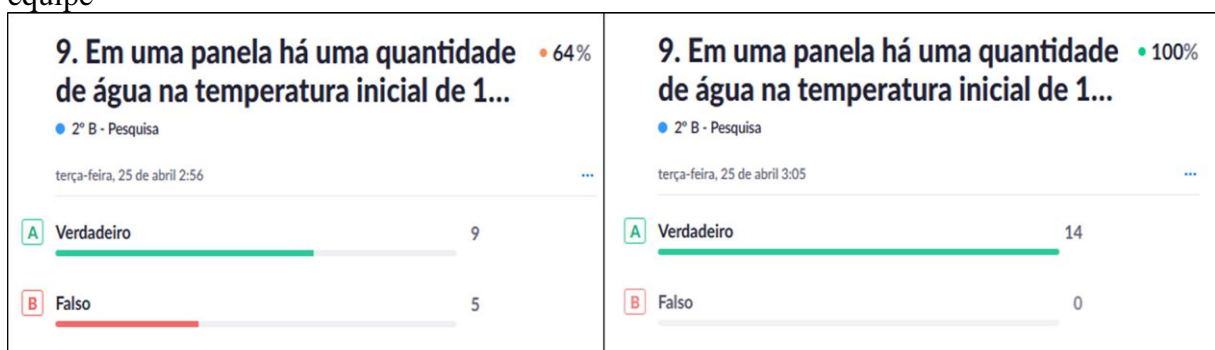 equipe
9. Em uma panela há uma quantidade
de água na temperatura inicial de 1...
64%
2º B - Pesquisa
terça-feira, 25 de abril 2:56
...
A Verdadeiro 9
B Falso 5
9. Em uma panela há uma quantidade
de água na temperatura inicial de 1...
100%
2º B - Pesquisa
terça-feira, 25 de abril 3:05
...
A Verdadeiro 14
B Falso 0